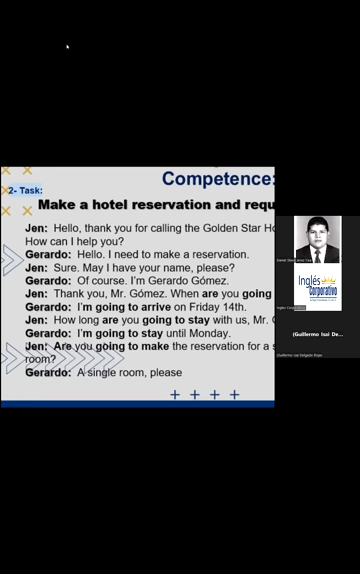 Competence:
2- Task:
Make a hotel reservation and requ
Jen: Hello, thank you for calling the Golden Star Ho
How can I help you?
Gerardo: Hello. I need to make a reservation.
Jen: Sure. May I have your name, please?
Gerardo: Of course. I'm Gerardo Gómez.
Jen: Thank you, Mr. Gómez. When are you going
Gerardo: I'm going to arrive on Friday 14th.
Jen: How long are you going to stay with us, Mr. G
Gerardo: I'm going to stay until Monday.
Jen: Are you going to make the reservation for a s
room?
Gerardo: A single room, please
Inglés
Corporativo
(Guillermo Isai De...